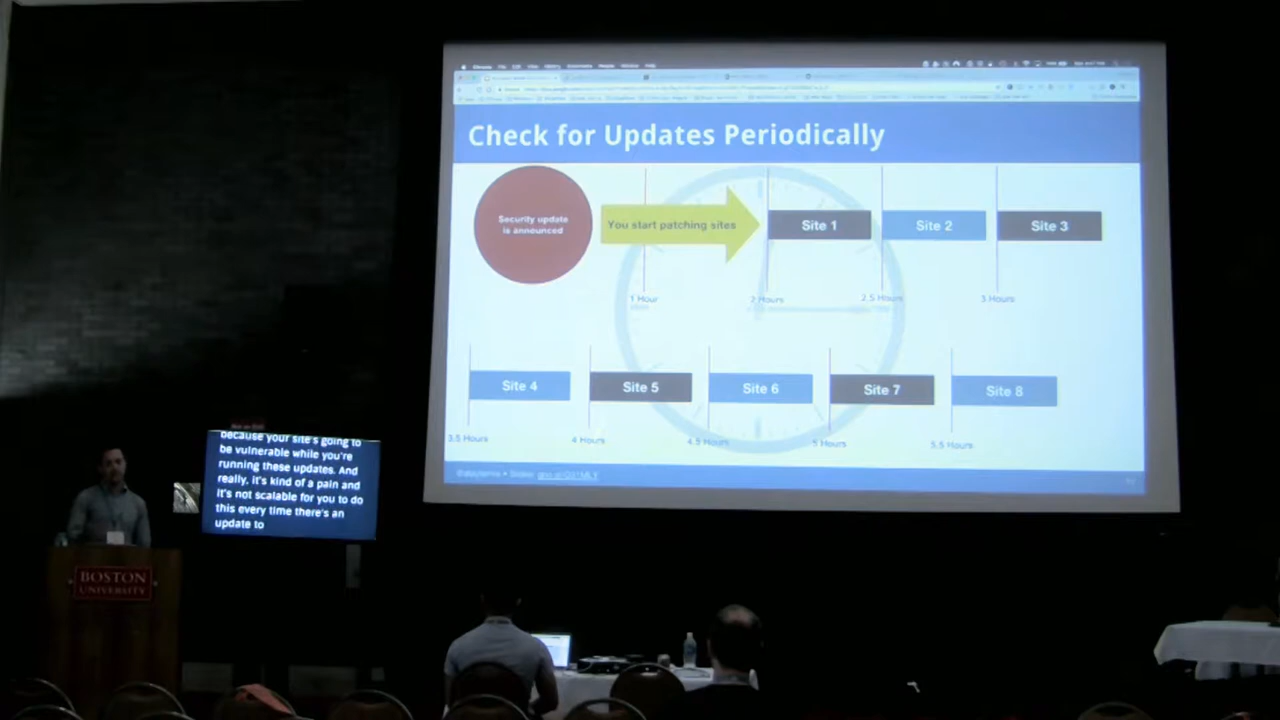 Check for Updates Periodically
Security update
is announced
You start patching sites
Site 1
Site 2
Site 3
1 Hour
2 Hours
2.5 Hours
3 Hours
Site 4
Site 5
Site 6
Site 7
Site 8
3.5 Hours
4 Hours
4.5 Hours
5 Hours
5.5 Hours
because your site's going to
be vulnerable while you're
running these updates. And
really, it's kind of a pain and
it's not scalable for you to do
this every time there's an
update to
BOSTON
UNIVERSITY